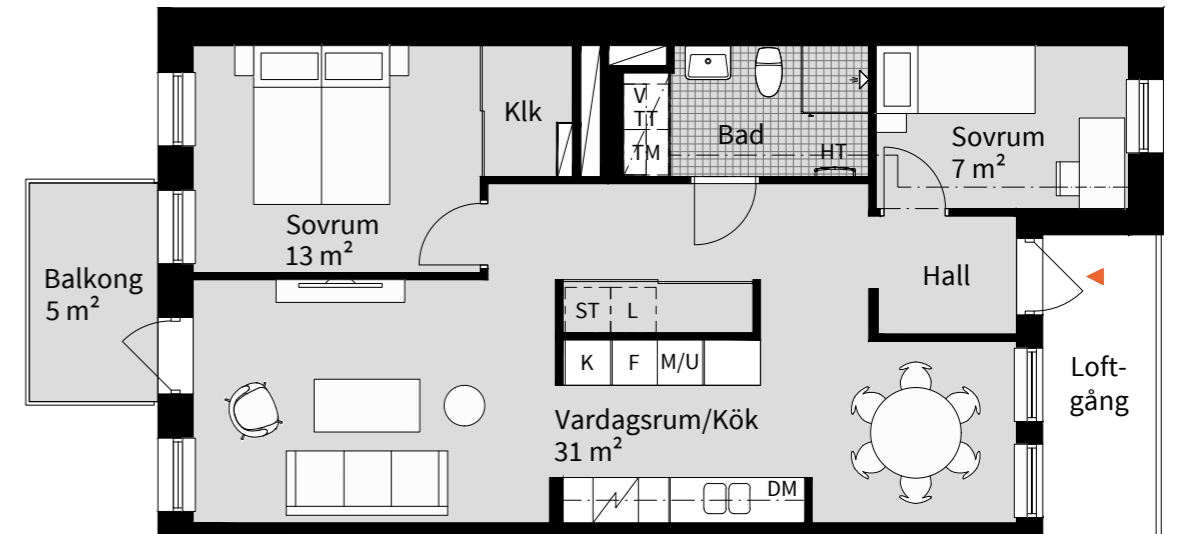 Klk
V
TT
TM
Bad
HT
Sovrum
7 m²
Sovrum
13 m²
Balkong
5 m²
Hall
ST
L
K
F
M/U
Loft-
gång
Vardagsrum/Kök
31 m²
DM